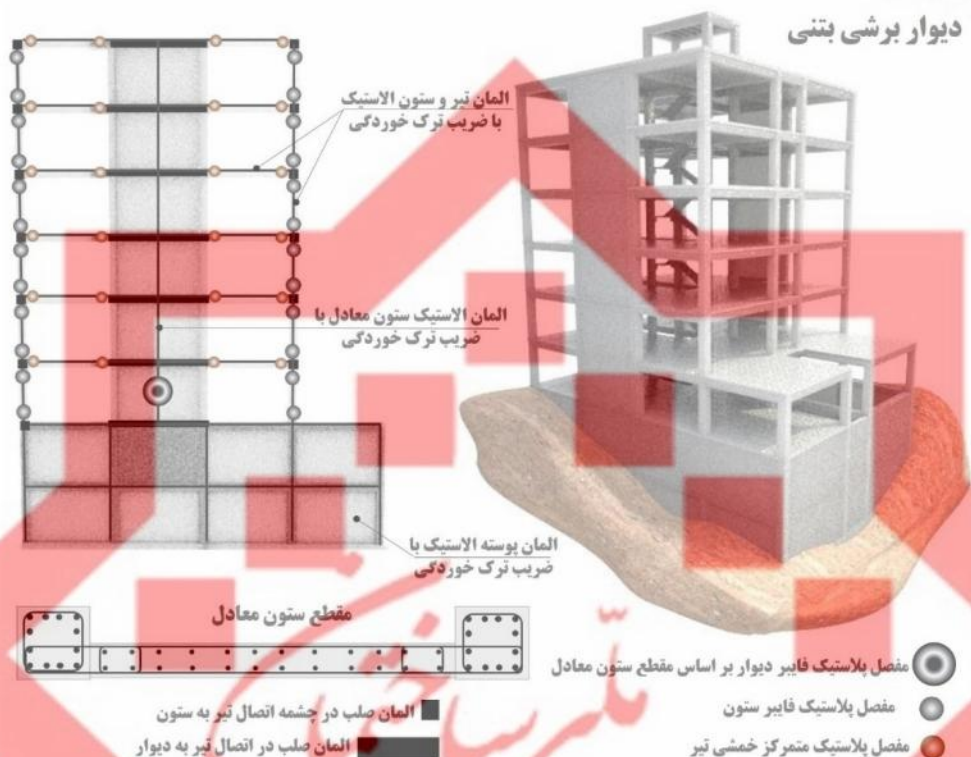 دیوار برشی بتنی
المان تیر و ستون الاستیک
با ضریب ترک خوردگی
المان الاستیک ستون معادل با
ضریب ترک خوردگی
المان پوسته الاستیک با
ضریب ترک خوردگی
مقطع ستون معادل
مفصل پلاستیک فایبر دیوار بر اساس مقطع ستون معادل
مفصل پلاستیک فایبر ستون
مفصل پلاستیک متمرکز خمشی تیر
المان صلب در چشمه اتصال تیر به ستون
المان صلب در اتصال تیر به دیوار